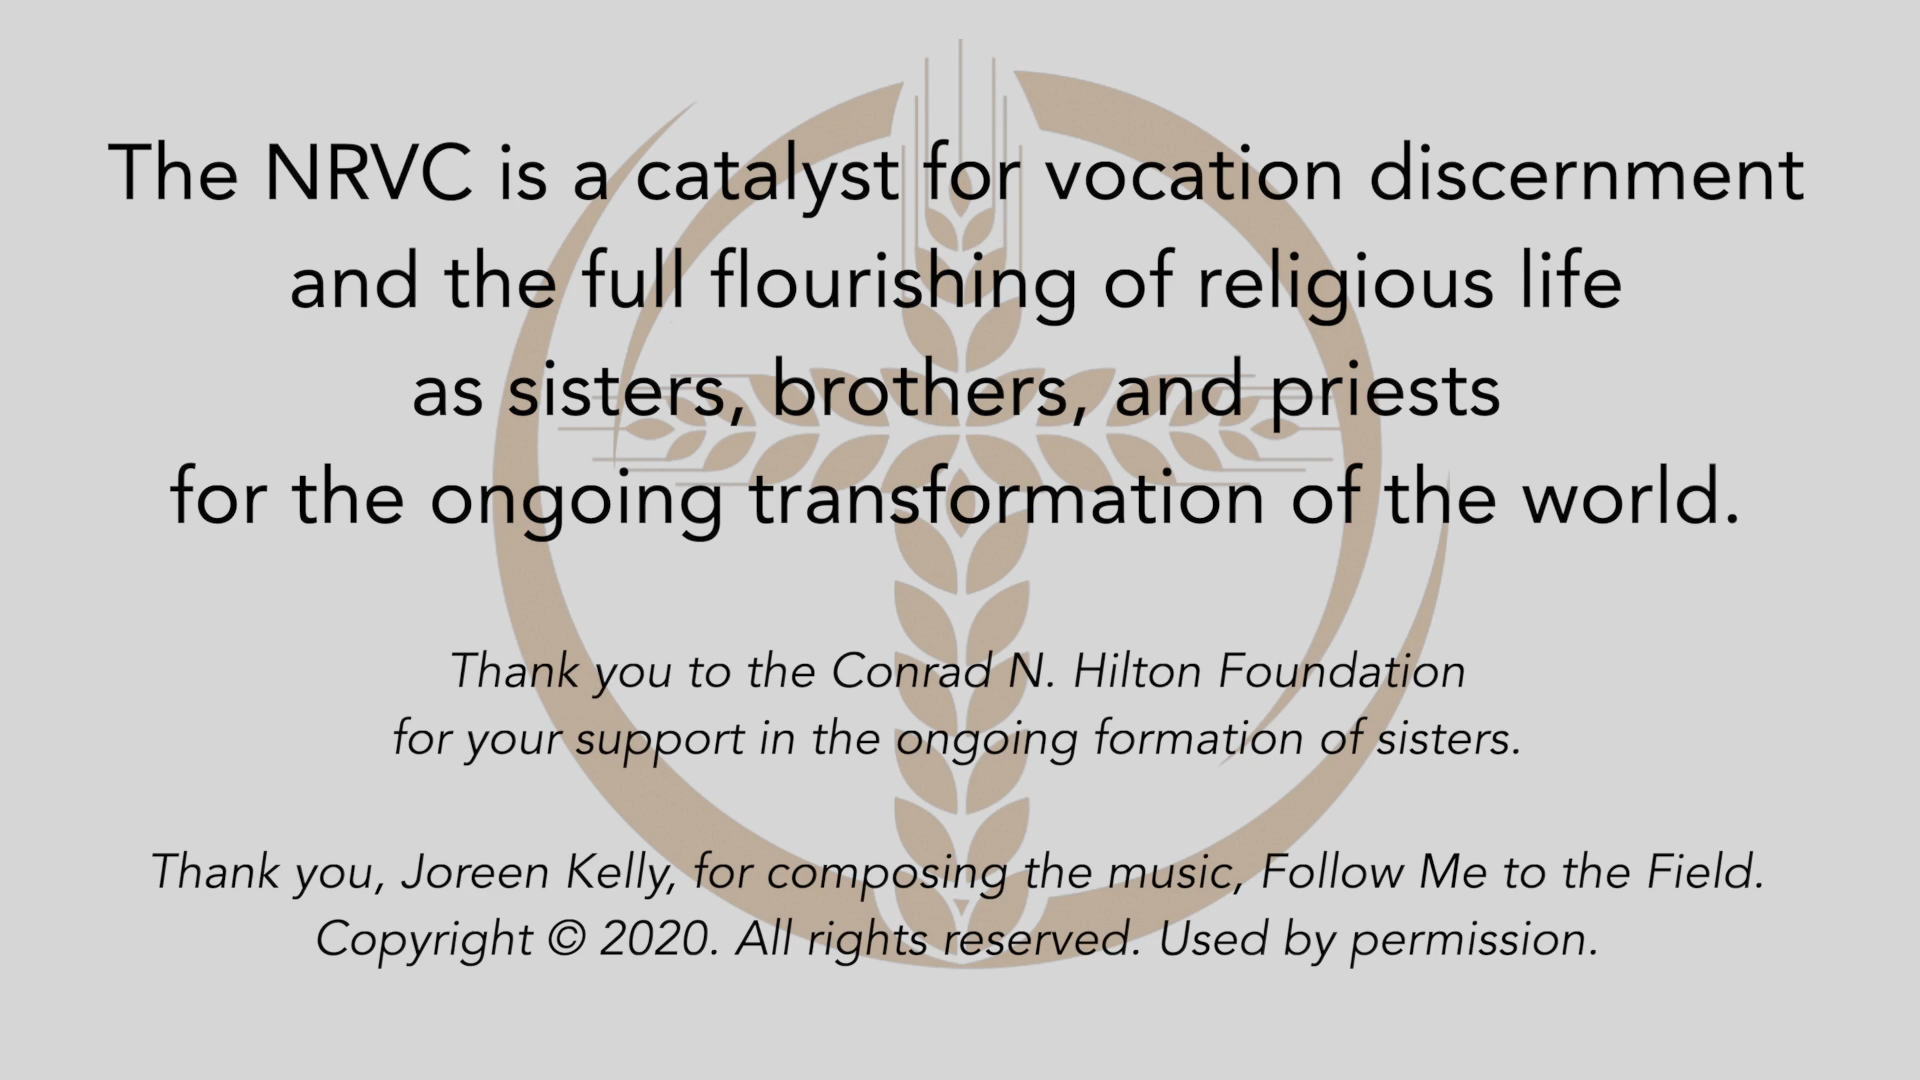 The NRVC is a catalyst for vocation discernment
and the full flourishing of religious life
as sisters, brothers, and priests
for the ongoing transformation of the world.
Thank you to the Conrad N. Hilton Foundation
for your support in the ongoing formation of sisters.
Thank you, Joreen Kelly, for composing the music, Follow Me to the Field.
Copyright © 2020. All rights reserved. Used by permission.